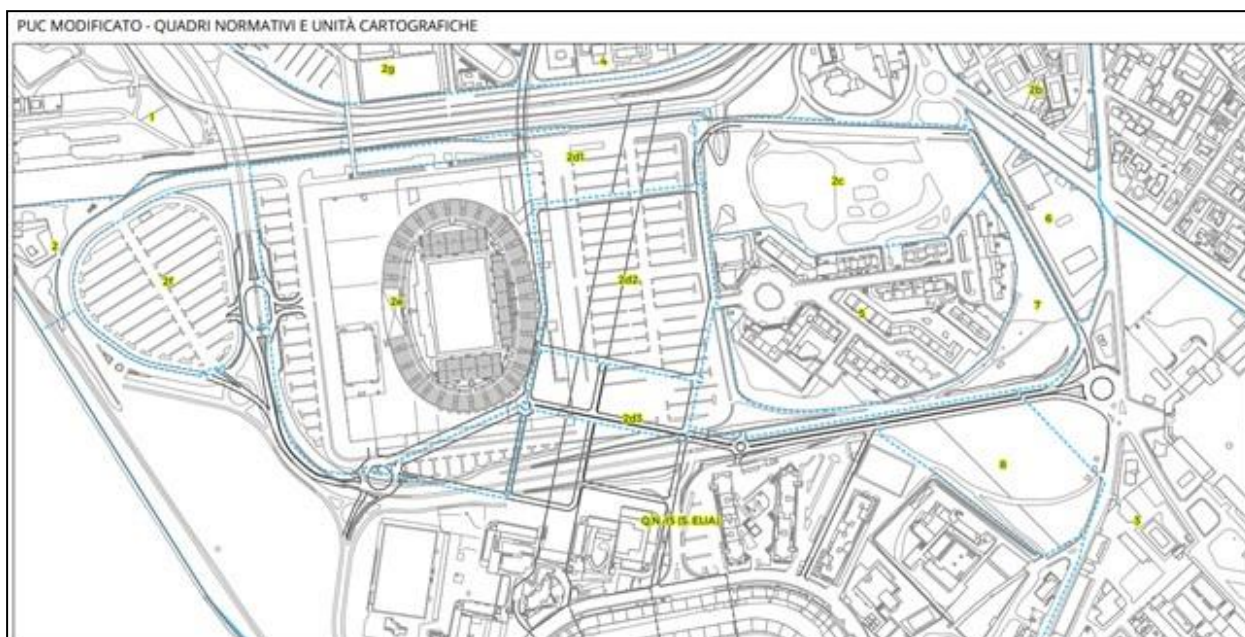 PUC MODIFICATO - QUADRI NORMATIVI E UNITÀ CARTOGRAFICHE
2g
4
2b
1
2d1
2c
6
2
2f
2d2
2e
5
7
2d3
8
Q.N. 15 (S. ELIA)
3